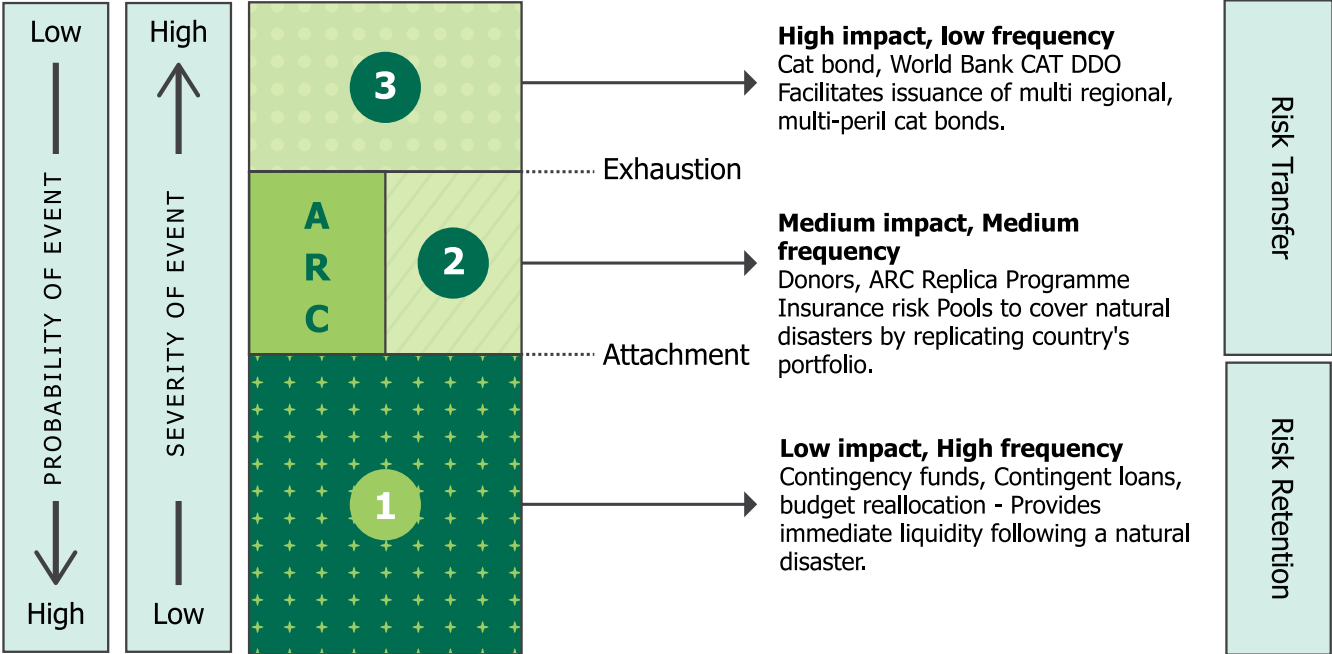 Low
PROBABILITY OF EVENT
High
High
SEVERITY OF EVENT
Low
3
A
R
C
2
1
Exhaustion
Attachment
High impact, low frequency
Cat bond, World Bank CAT DDO
Facilitates issuance of multi regional,
multi-peril cat bonds.
Medium impact, Medium
frequency
Donors, ARC Replica Programme
Insurance risk Pools to cover natural
disasters by replicating country's
portfolio.
Low impact, High frequency
Contingency funds, Contingent loans,
budget reallocation - Provides
immediate liquidity following a natural
disaster.
Risk Transfer
Risk Retention